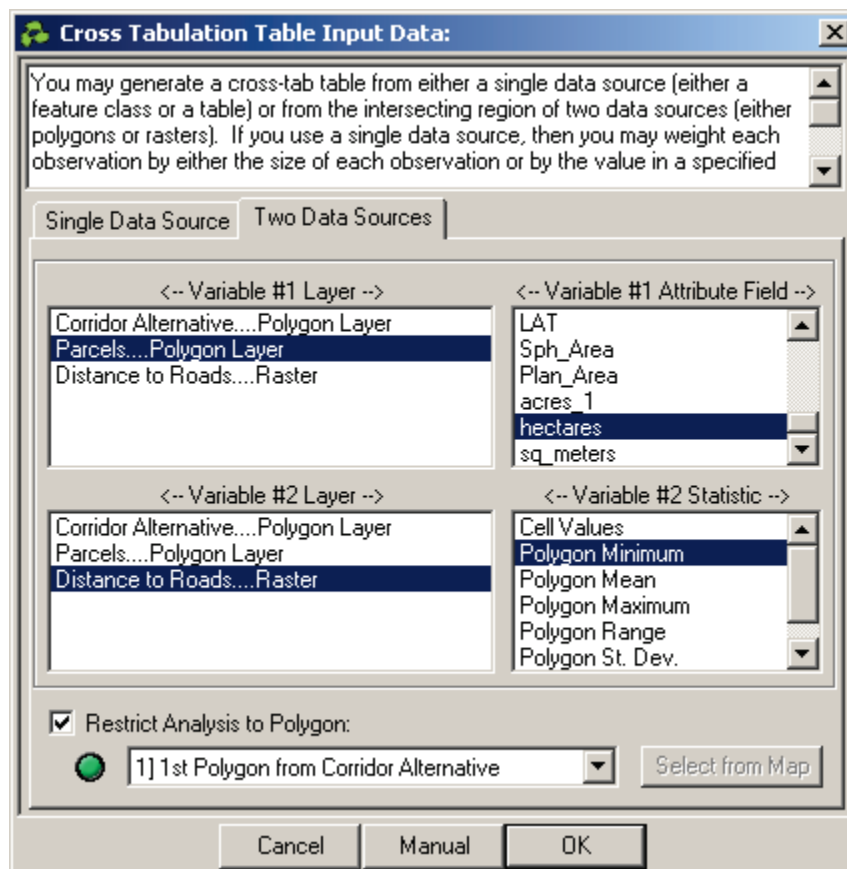 Cross Tabulation Table Input Data:
You may generate a cross-tab table from either a single data source (either a
feature class or a table) or from the intersecting region of two data sources (either
polygons or rasters).  If you use a single data source, then you may weight each
observation by either the size of each observation or by the value in a specified
Single Data Source
Two Data Sources
<-- Variable #1 Layer -->
Corridor Alternative....Polygon Layer
Parcels....Polygon Layer
Distance to Roads....Raster
<-- Variable #1 Attribute Field -->
LAT
Sph_Area
Plan_Area
acres_1
hectares
sq_meters
<-- Variable #2 Layer -->
Corridor Alternative....Polygon Layer
Parcels....Polygon Layer
Distance to Roads....Raster
<-- Variable #2 Statistic -->
Cell Values
Polygon Minimum
Polygon Mean
Polygon Maximum
Polygon Range
Polygon St. Dev.
Restrict Analysis to Polygon:
1] 1st Polygon from Corridor Alternative
Select from Map
Cancel
Manual
OK